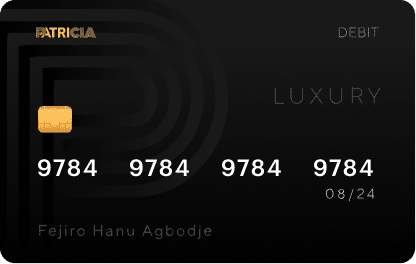 PATRICIA DEBIT
LUXURY
9784 9784 9784 9784
08/24
Fejiro Hanu Agbodje